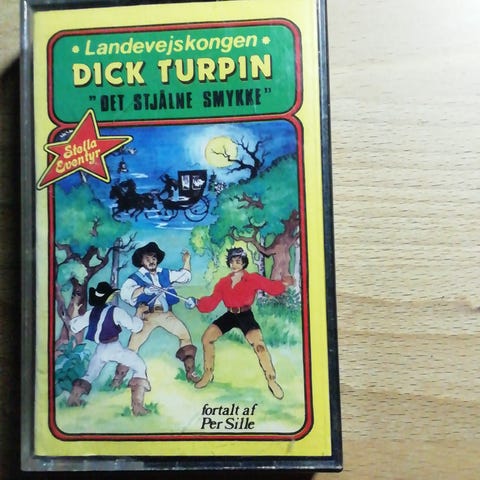 • Landevejskongen •
DICK TURPIN
"DET STJÅLNE SMYKKE"
Stella
Eventyr
fortalt af
Per Sille